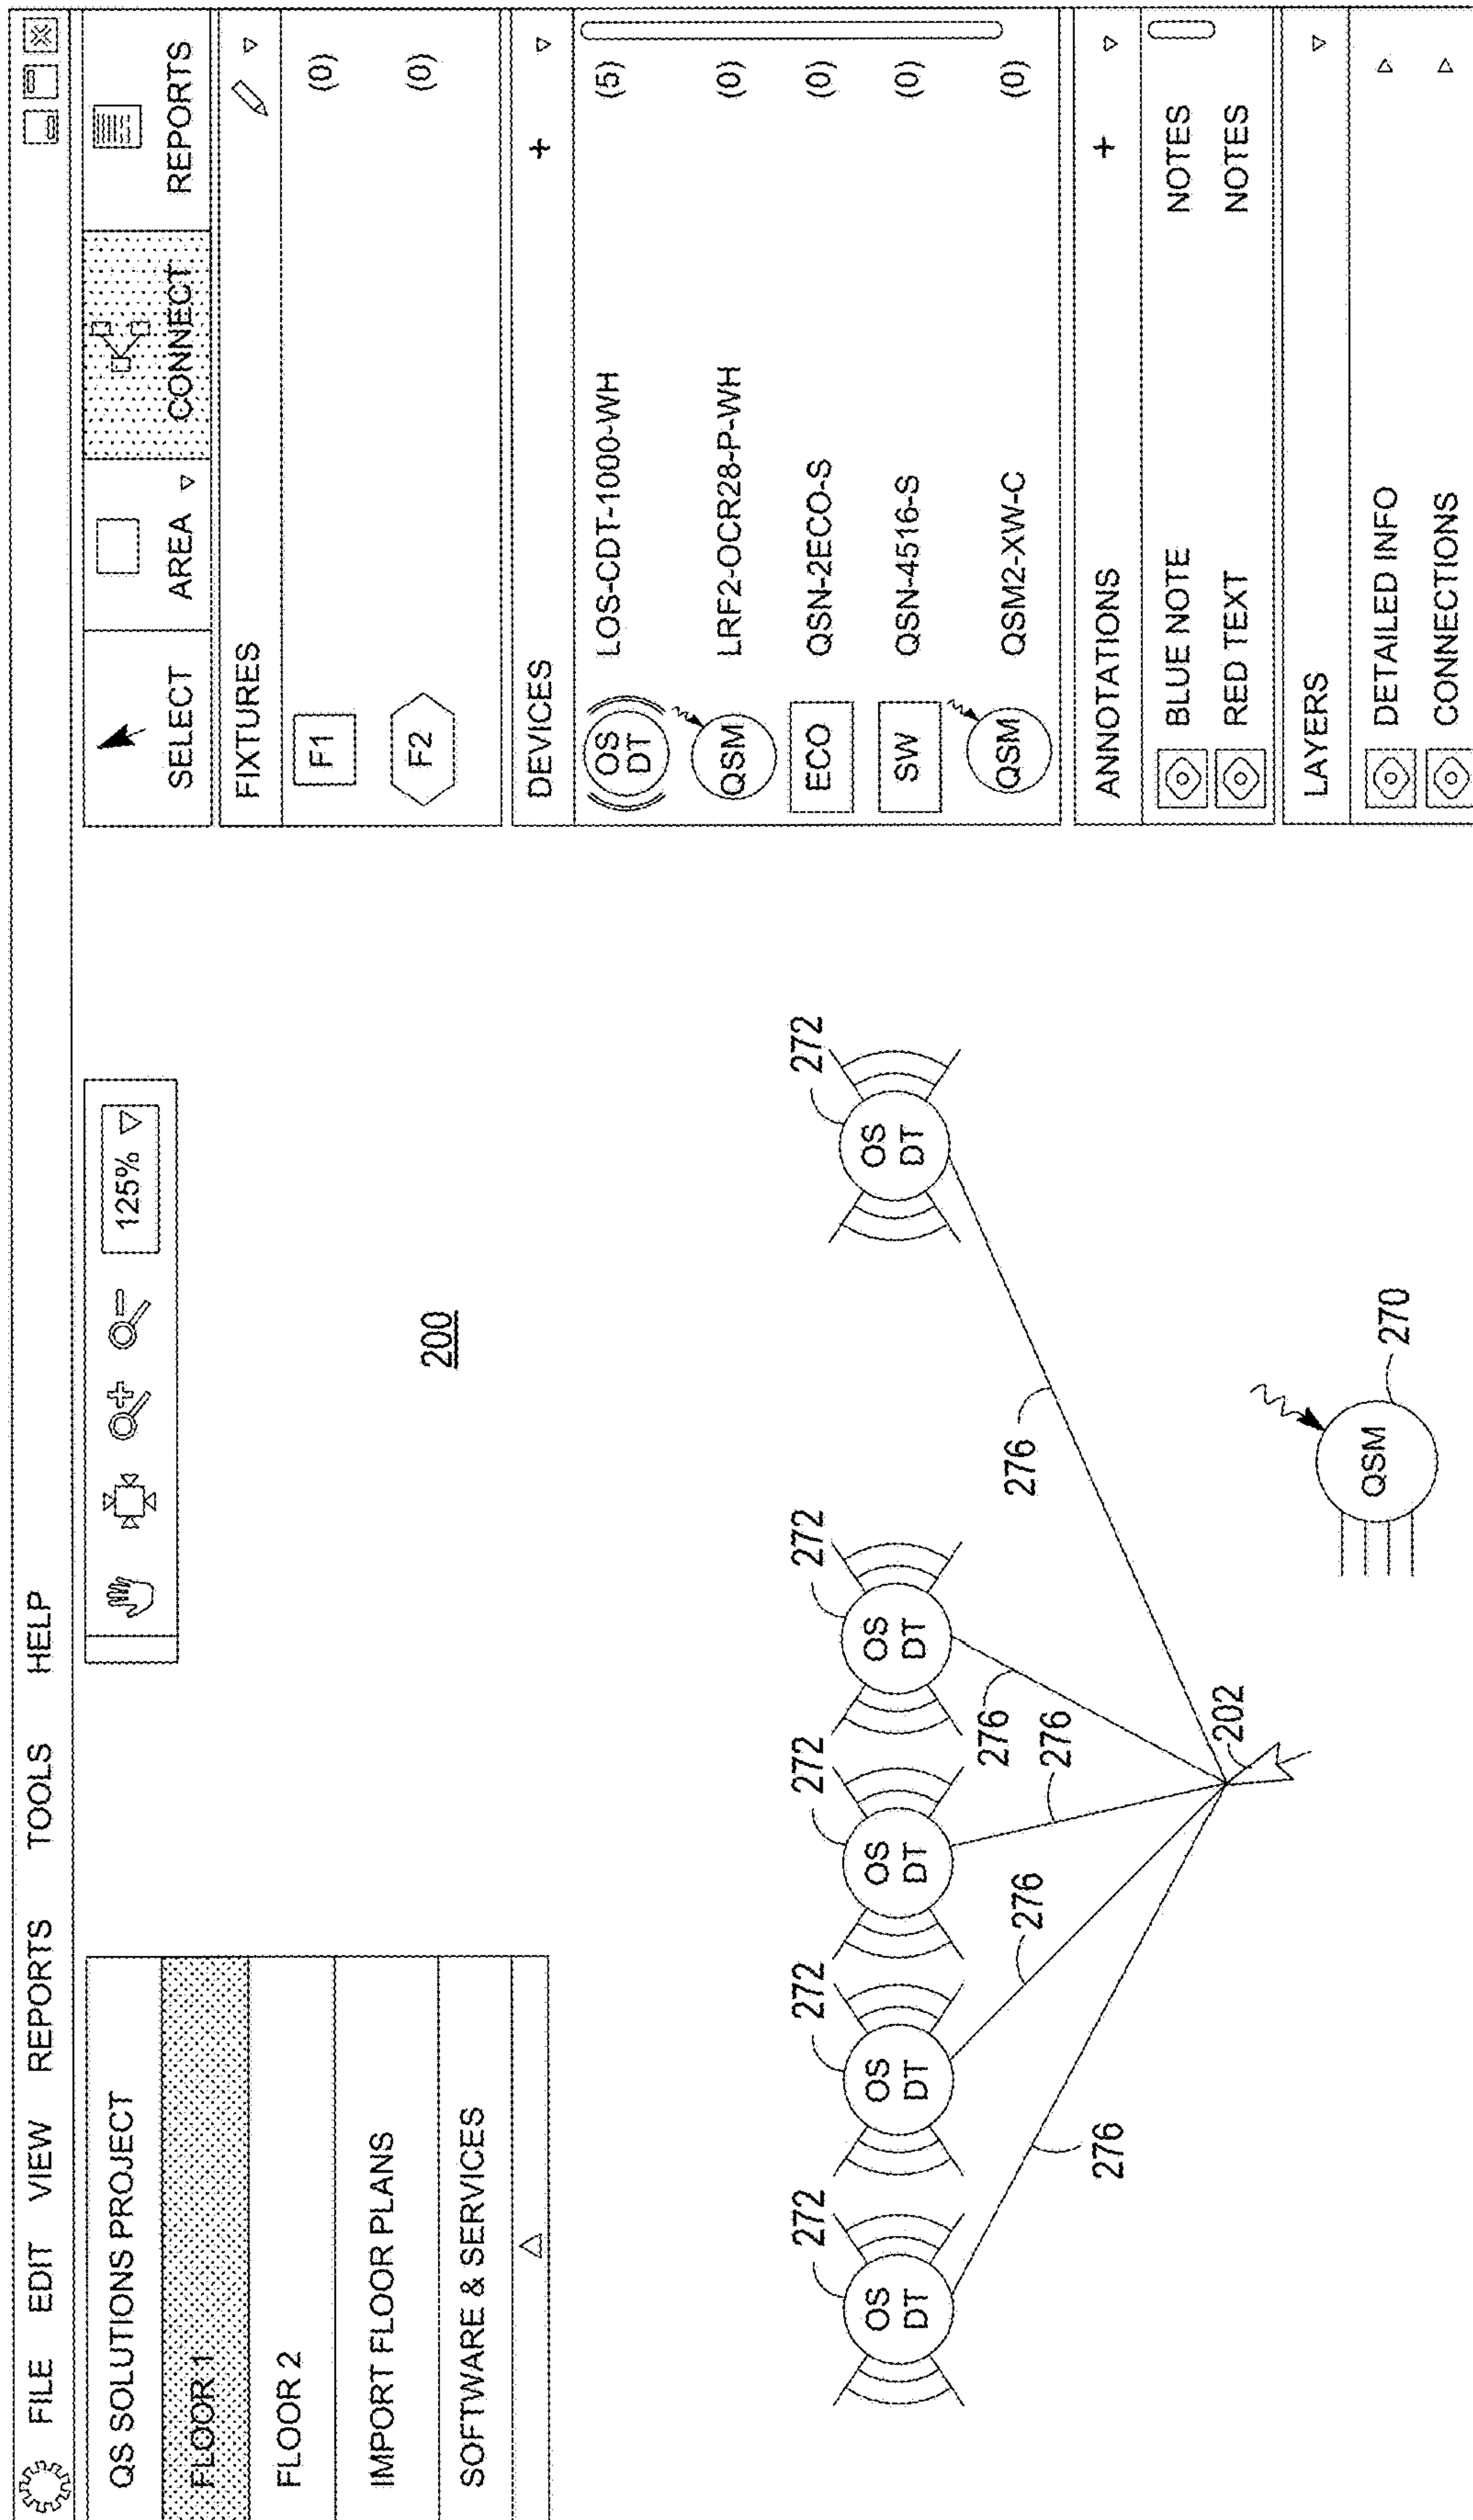 FILE EDIT VIEW REPORTS TOOLS HELP
QS SOLUTIONS PROJECT
FLOOR 1
FLOOR 2
IMPORT FLOOR PLANS
SOFTWARE & SERVICES
125%
SELECT AREA CONNECT REPORTS
FIXTURES
F1 (0)
F2 (0)
DEVICES +
OS DT LOS-CDT-1000-WH (5)
QSM LRF2-OCR28-P-WH (0)
ECO QSN-2ECO-S (0)
SW QSN-4516-S (0)
QSM QSM2-XW-C (0)
ANNOTATIONS +
BLUE NOTE NOTES
RED TEXT NOTES
LAYERS
DETAILED INFO
CONNECTIONS
200
272 272 272 272 272
OS DT OS DT OS DT OS DT OS DT
276 276 276 276 276
202
QSM 270